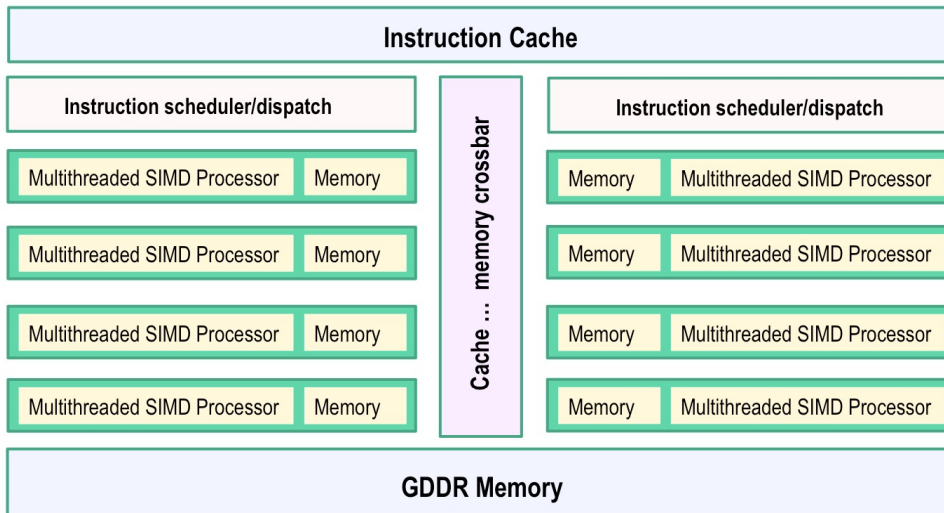 Instruction Cache
Instruction scheduler/dispatch
Multithreaded SIMD Processor Memory
Multithreaded SIMD Processor Memory
Multithreaded SIMD Processor Memory
Multithreaded SIMD Processor Memory
Cache ... memory crossbar
Instruction scheduler/dispatch
Memory Multithreaded SIMD Processor
Memory Multithreaded SIMD Processor
Memory Multithreaded SIMD Processor
Memory Multithreaded SIMD Processor
GDDR Memory